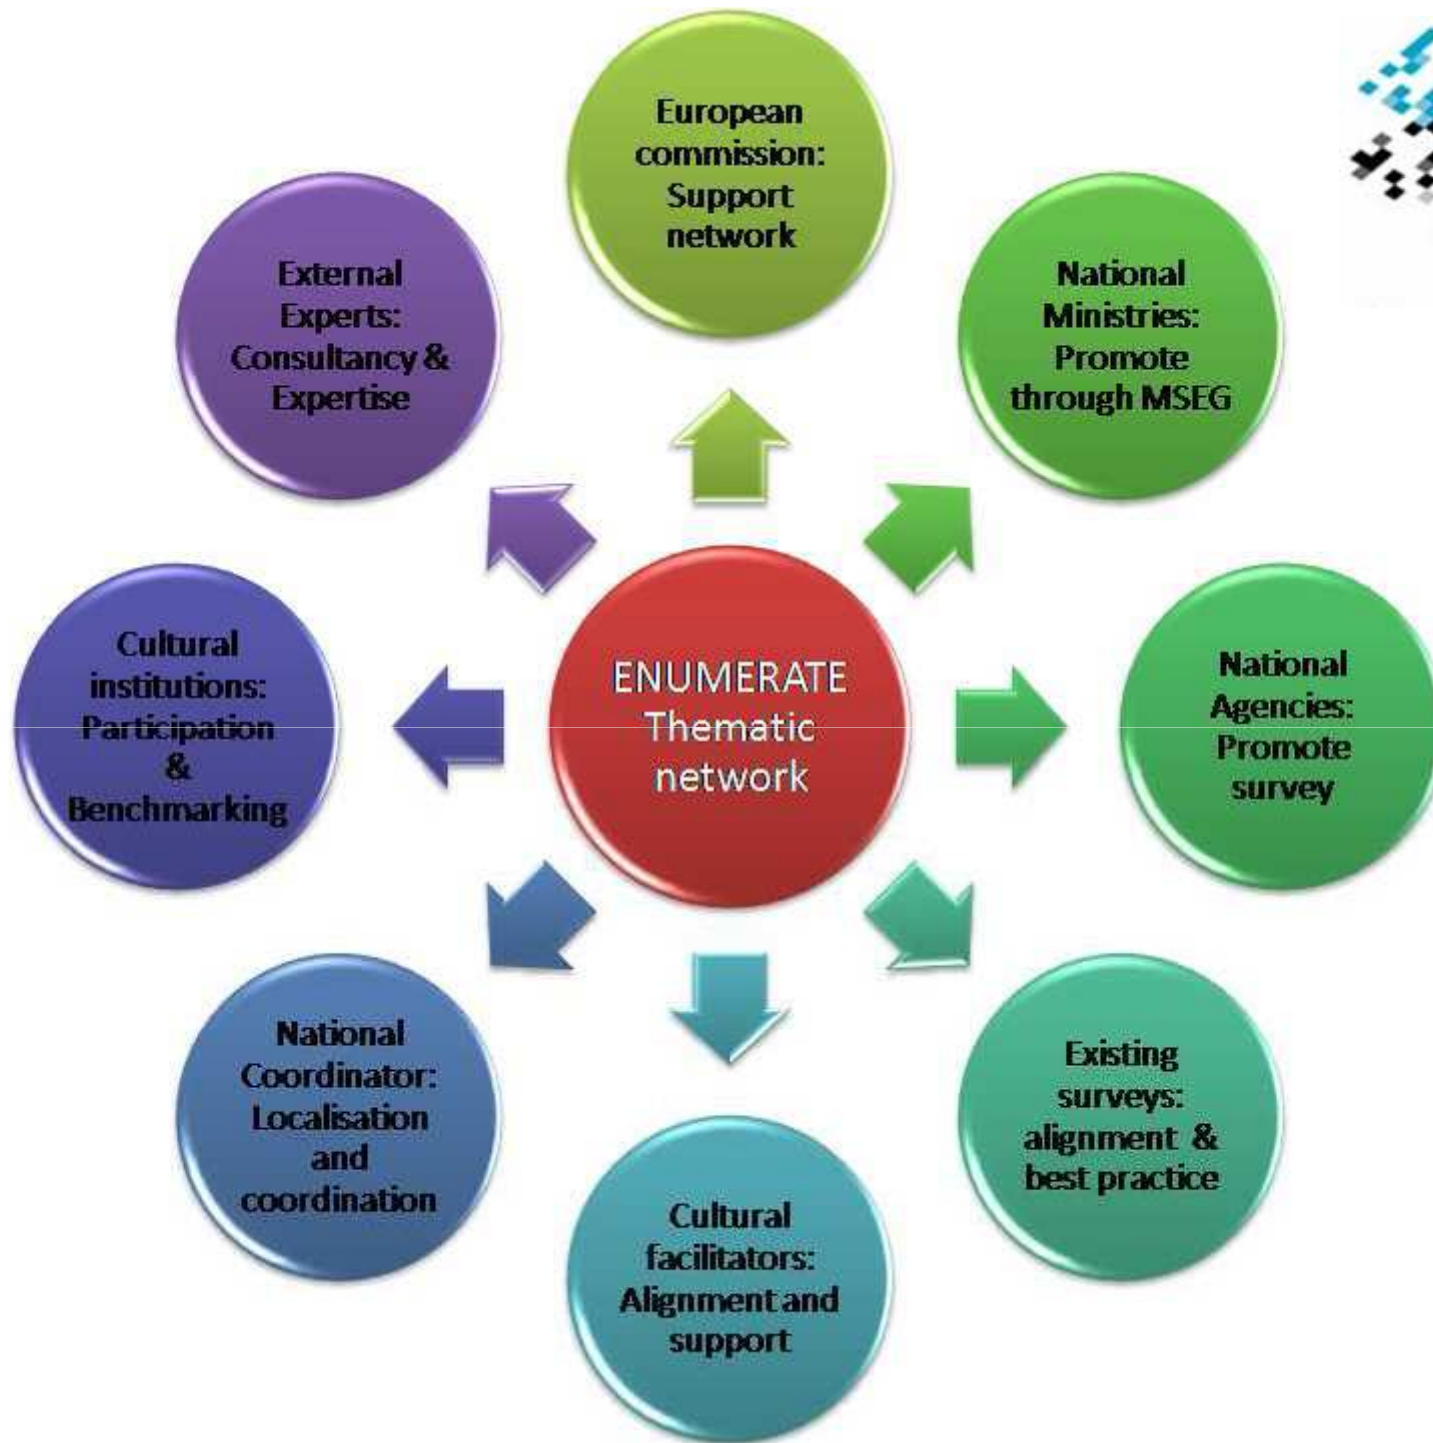 European
commission:
Support
network
National
Ministries:
Promote
through MSEG
National
Agencies:
Promote
survey
Existing
surveys:
alignment &
best practice
Cultural
facilitators:
Alignment and
support
National
Coordinator:
Localisation
and
coordination
Cultural
institutions:
Participation
&
Benchmarking
External
Experts:
Consultancy &
Expertise
ENUMERATE
Thematic
network